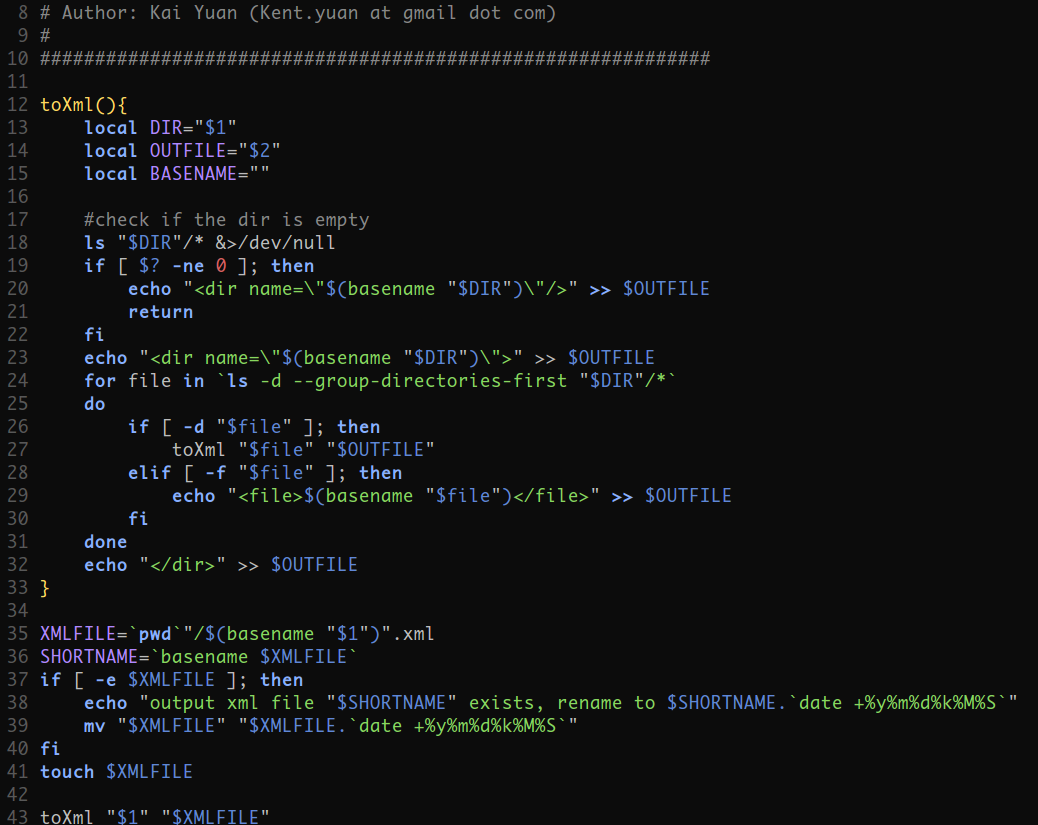 8 # Author: Kai Yuan (Kent.yuan at gmail dot com)
9 #
10 #############################################################
11
12 toXml(){
13     local DIR="$1"
14     local OUTFILE="$2"
15     local BASENAME=""
16
17     #check if the dir is empty
18     ls "$DIR"/* &>/dev/null
19     if [ $? -ne 0 ]; then
20         echo "<dir name=\"$(basename "$DIR")\"/>" >> $OUTFILE
21         return
22     fi
23     echo "<dir name=\"$(basename "$DIR")\">" >> $OUTFILE
24     for file in `ls -d --group-directories-first "$DIR"/*`
25     do
26         if [ -d "$file" ]; then
27             toXml "$file" "$OUTFILE"
28         elif [ -f "$file" ]; then
29             echo "<file>$(basename "$file")</file>" >> $OUTFILE
30         fi
31     done
32     echo "</dir>" >> $OUTFILE
33 }
34
35 XMLFILE=`pwd`"/$(basename "$1")".xml
36 SHORTNAME=`basename $XMLFILE`
37 if [ -e $XMLFILE ]; then
38     echo "output xml file "$SHORTNAME" exists, rename to $SHORTNAME.`date +%y%m%d%k%M%S`"
39     mv "$XMLFILE" "$XMLFILE.`date +%y%m%d%k%M%S`"
40 fi
41 touch $XMLFILE
42
43 toXml "$1" "$XMLFILE"